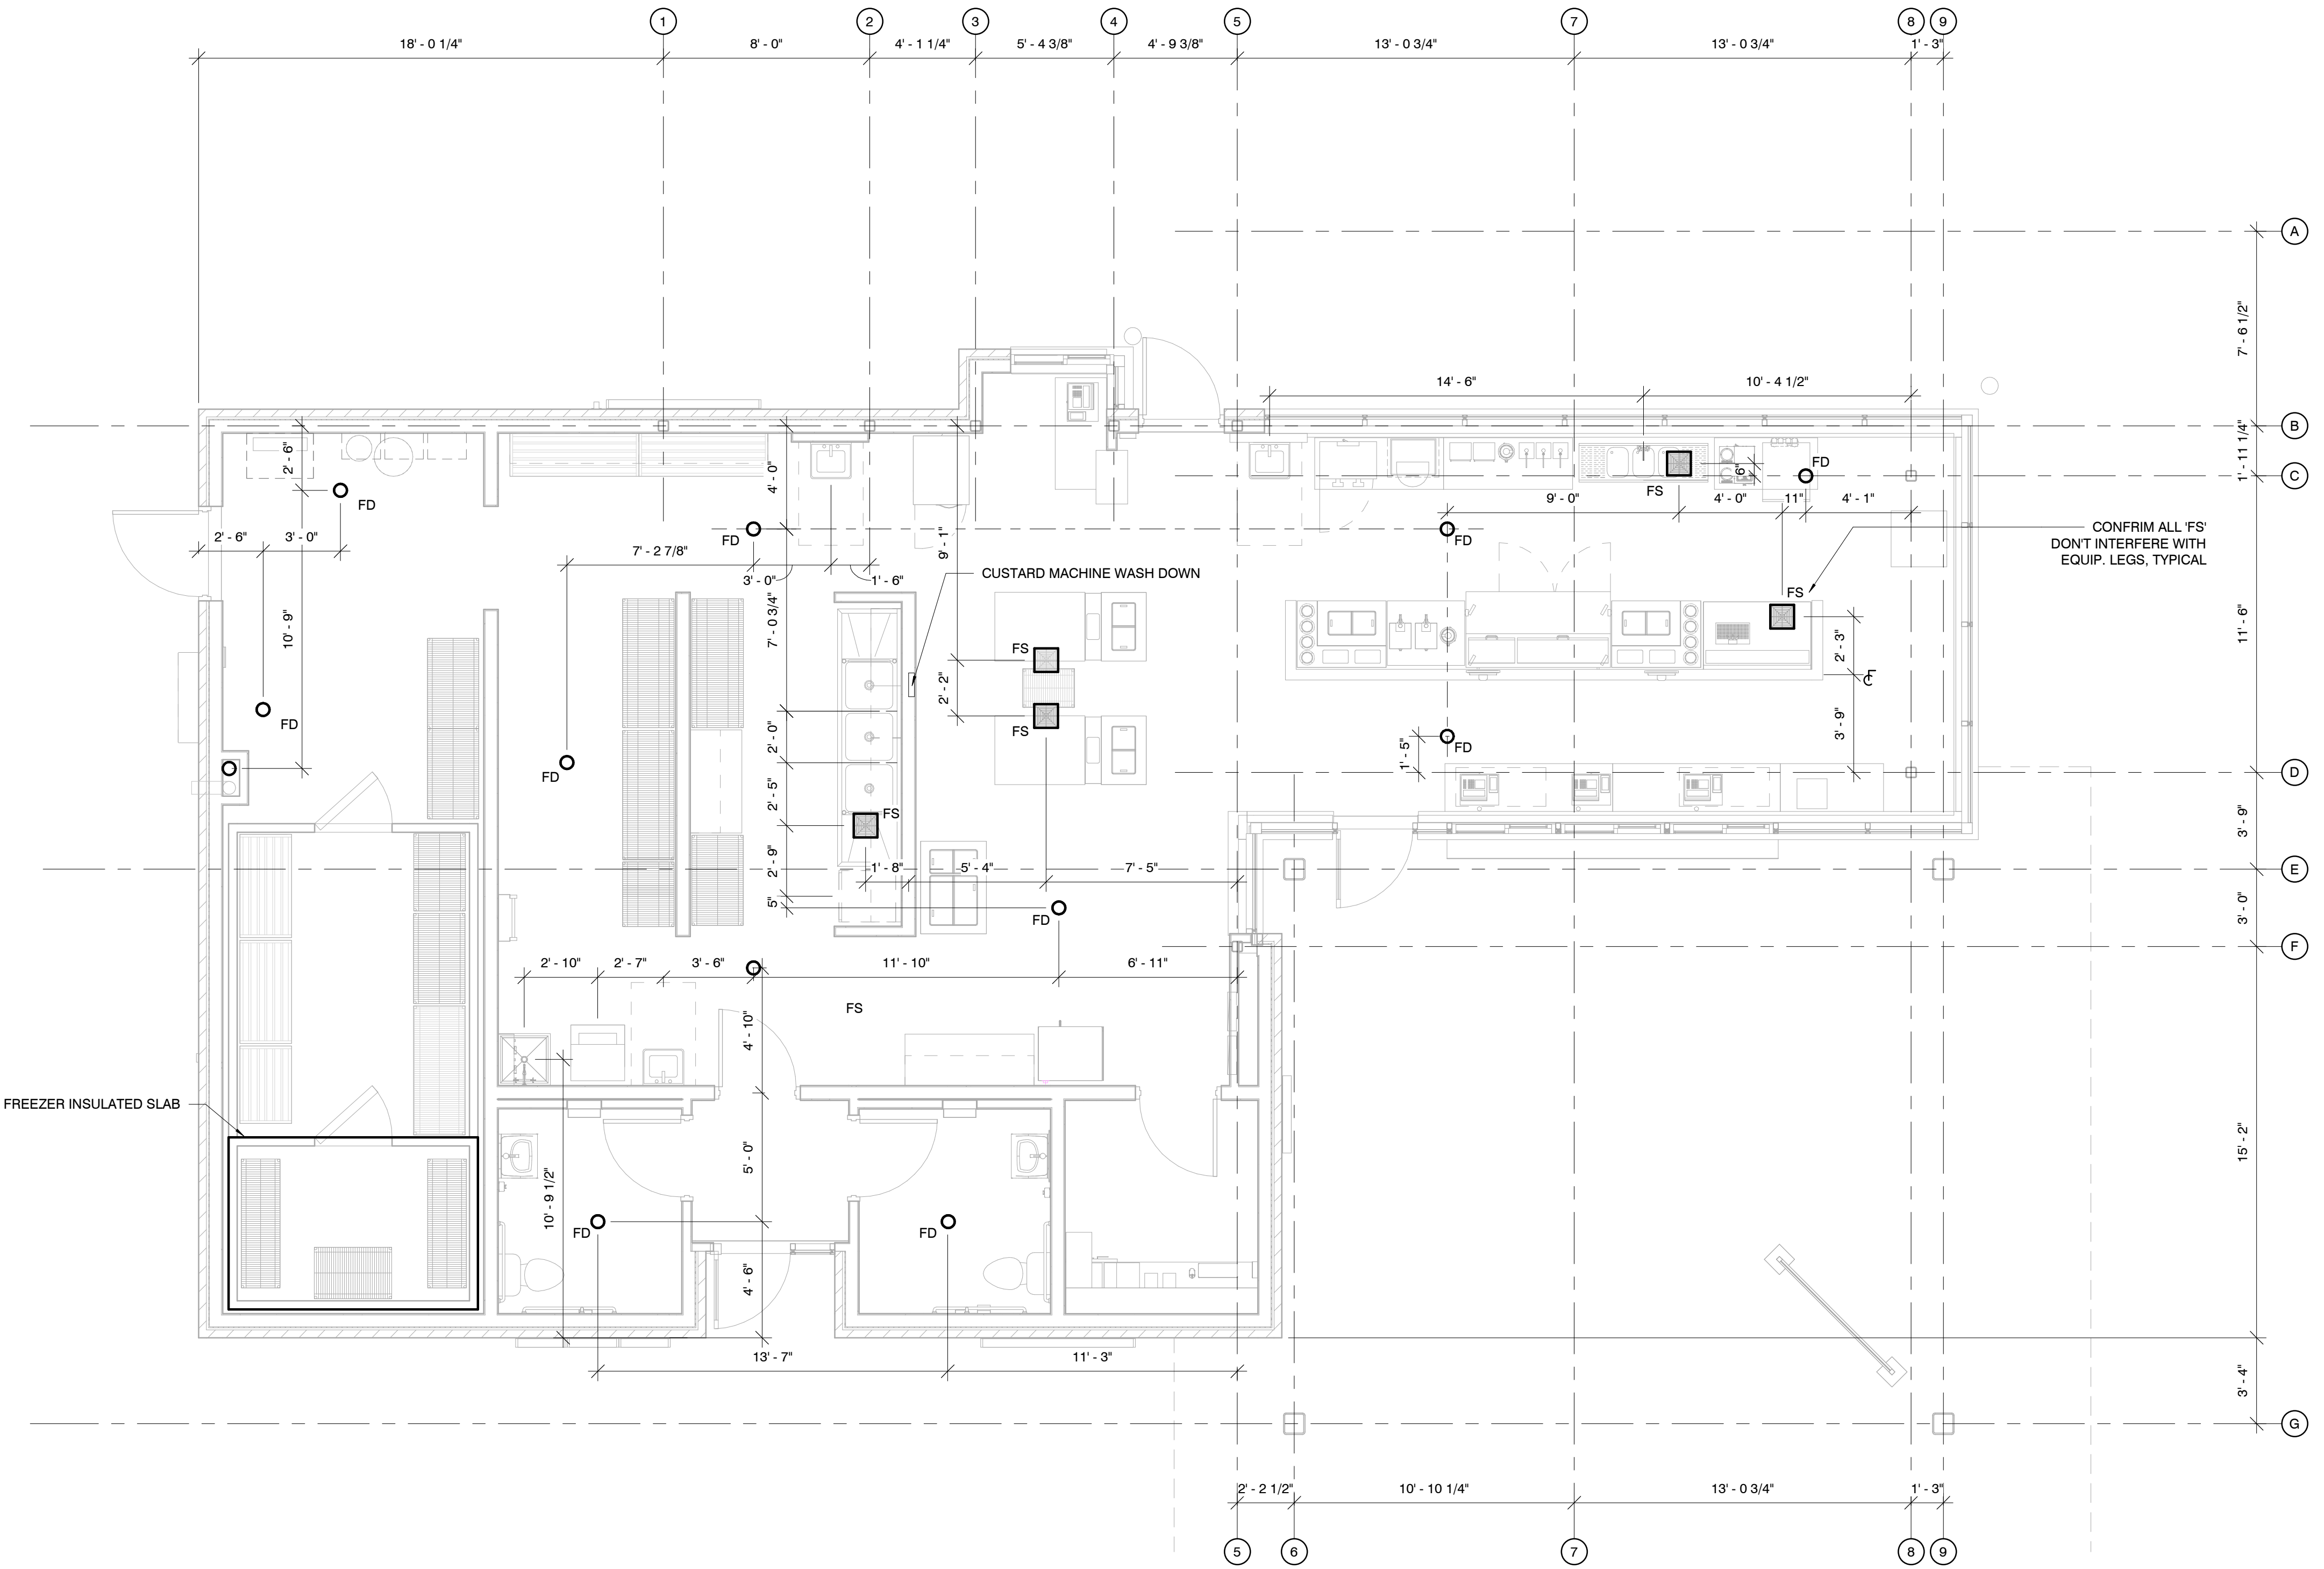 1 2 3 4 5 7 8 9
18' - 0 1/4" 8' - 0" 4' - 1 1/4" 5' - 4 3/8" 4' - 9 3/8" 13' - 0 3/4" 13' - 0 3/4" 1' - 3"
A
7' - 6 1/2"
14' - 6" 10' - 4 1/2"
B
1' - 11 1/4"
2' - 6"
4' - 0"
6"
FD
C
FD
FS
9' - 0" 4' - 0" 11" 4' - 1"
2' - 6" 3' - 0"
FD
9' - 1"
FD
CONFRIM ALL 'FS'
DON'T INTERFERE WITH
EQUIP. LEGS, TYPICAL
7' - 2 7/8"
3' - 0" 1' - 6"
CUSTARD MACHINE WASH DOWN
FS
10' - 9"
7' - 0 3/4"
11' - 6"
FS
2' - 3"
2' - 2"
FD
FS
2' - 0"
3' - 9"
1' - 5"
FD
FD
D
2' - 5"
FS
3' - 9"
2' - 9"
1' - 8" 5' - 4" 7' - 5"
E
5"
FD
3' - 0"
F
2' - 10" 2' - 7" 3' - 6" 11' - 10" 6' - 11"
FS
4' - 10"
FREEZER INSULATED SLAB
5' - 0"
15' - 2"
10' - 9 1/2"
FD FD
4' - 6"
13' - 7" 11' - 3"
3' - 4"
G
2' - 2 1/2" 10' - 10 1/4" 13' - 0 3/4" 1' - 3"
5 6 7 8 9